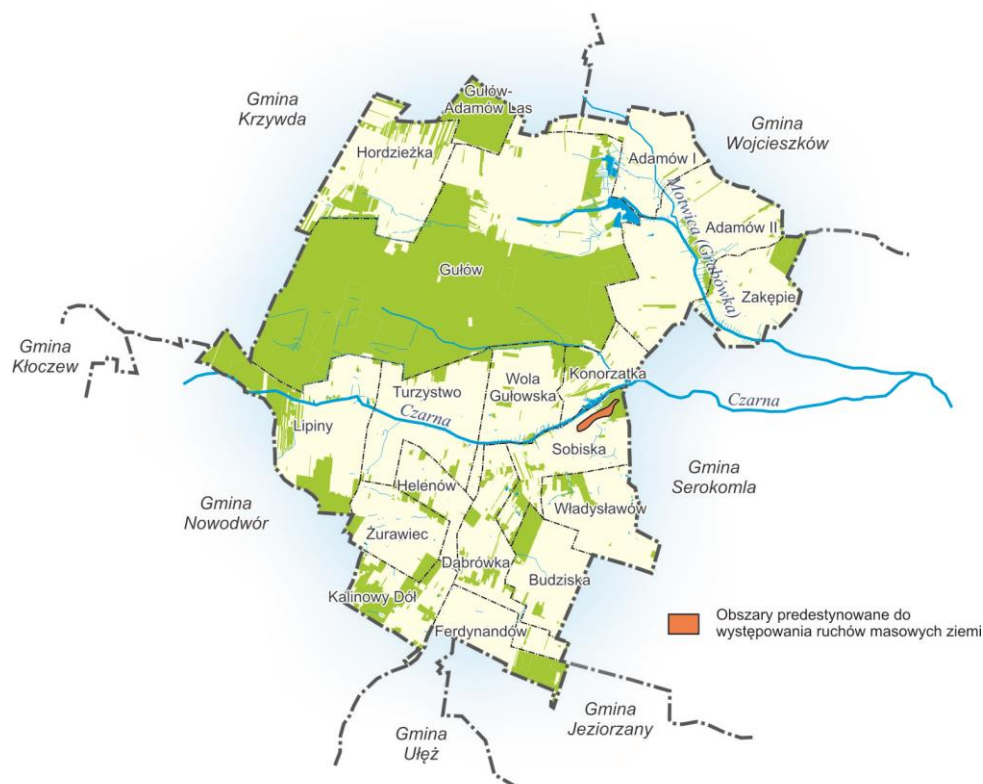 Gmina
Krzywda
Gułów-
Adamów Las
Gmina
Wojcieszków
Hordzieżka
Adamów I
Motwica (Grabówka)
Adamów II
Gułów
Zakępie
Gmina
Kłoczew
Konorzatka
Wola
Gułowska
Turzystwo
Czarna
Czarna
Lipiny
Sobiska
Gmina
Serokomla
Helenów
Gmina
Nowodwór
Władysławów
Żurawiec
Dąbrówka
Budziska
Kalinowy Dół
Ferdynandów
Obszary predestynowane do
występowania ruchów masowych ziemi
Gmina
Jeziorzany
Gmina
Ułęż